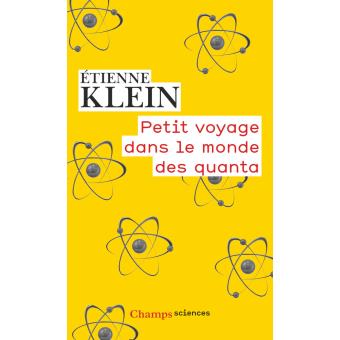 ÉTIENNE
KLEIN
Petit voyage
dans le monde
des quanta
Champs sciences